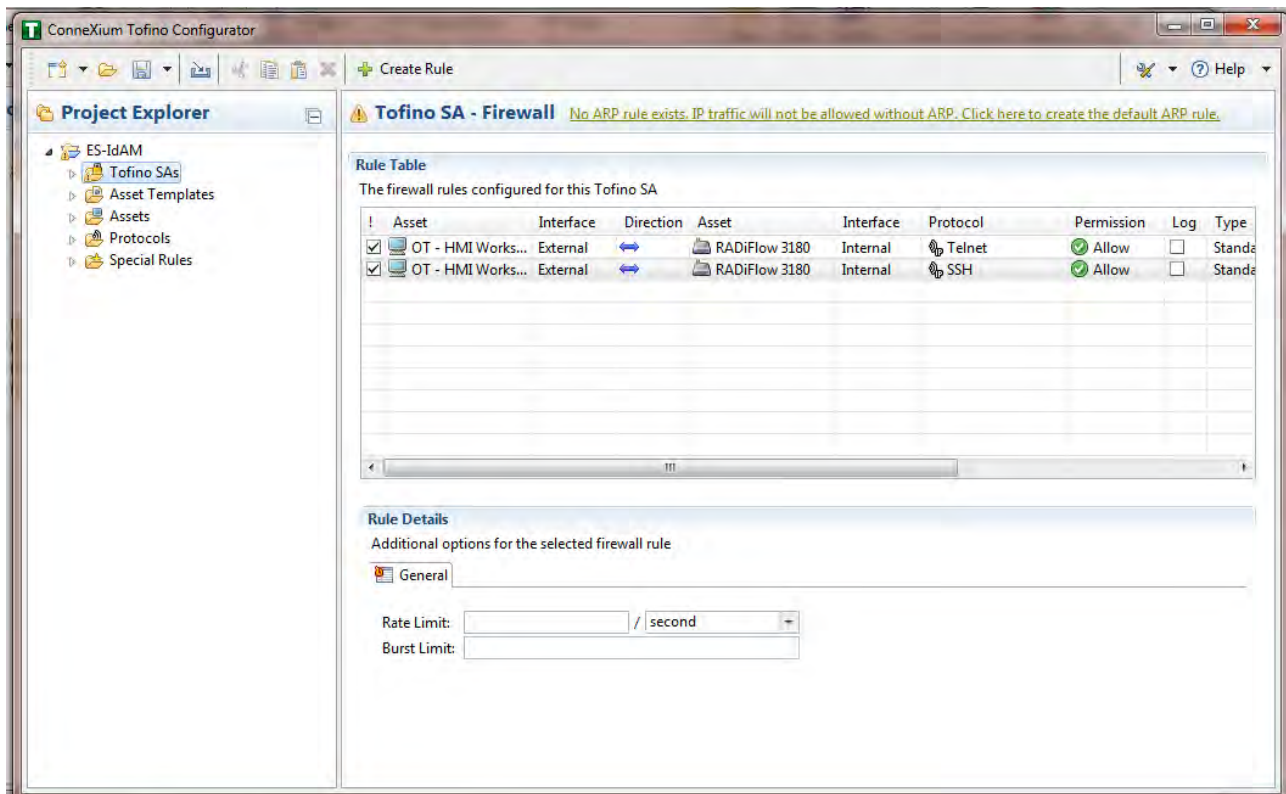 ConneXium Tofino Configurator
Create Rule
Help
Project Explorer
ES-IdAM
Tofino SAs
Asset Templates
Assets
Protocols
Special Rules
Tofino SA - Firewall No ARP rule exists. IP traffic will not be allowed without ARP. Click here to create the default ARP rule.
Rule Table
The firewall rules configured for this Tofino SA
! Asset Interface Direction Asset Interface Protocol Permission Log Type
OT - HMI Works... External RADiFlow 3180 Internal Telnet Allow Standa
OT - HMI Works... External RADiFlow 3180 Internal SSH Allow Standa
Rule Details
Additional options for the selected firewall rule
General
Rate Limit: / second
Burst Limit: